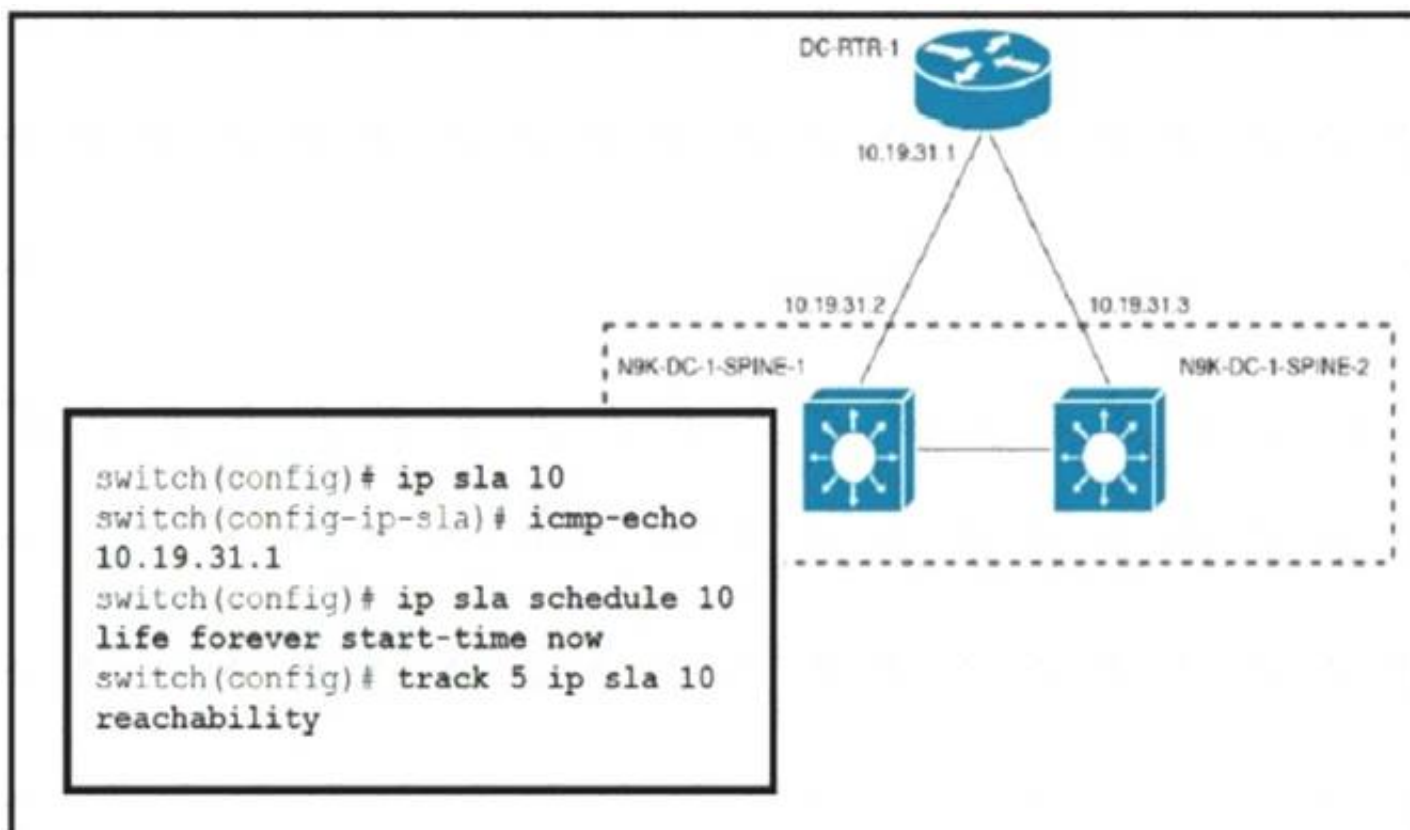 DC-RTR-1
10.19.31.1
10.19.31.2
10.19.31.3
N9K-DC-1-SPINE-1
N9K-DC-1-SPINE-2
switch(config)# ip sla 10
switch(config-ip-sla)# icmp-echo
10.19.31.1
switch(config)# ip sla schedule 10
life forever start-time now
switch(config)# track 5 ip sla 10
reachability